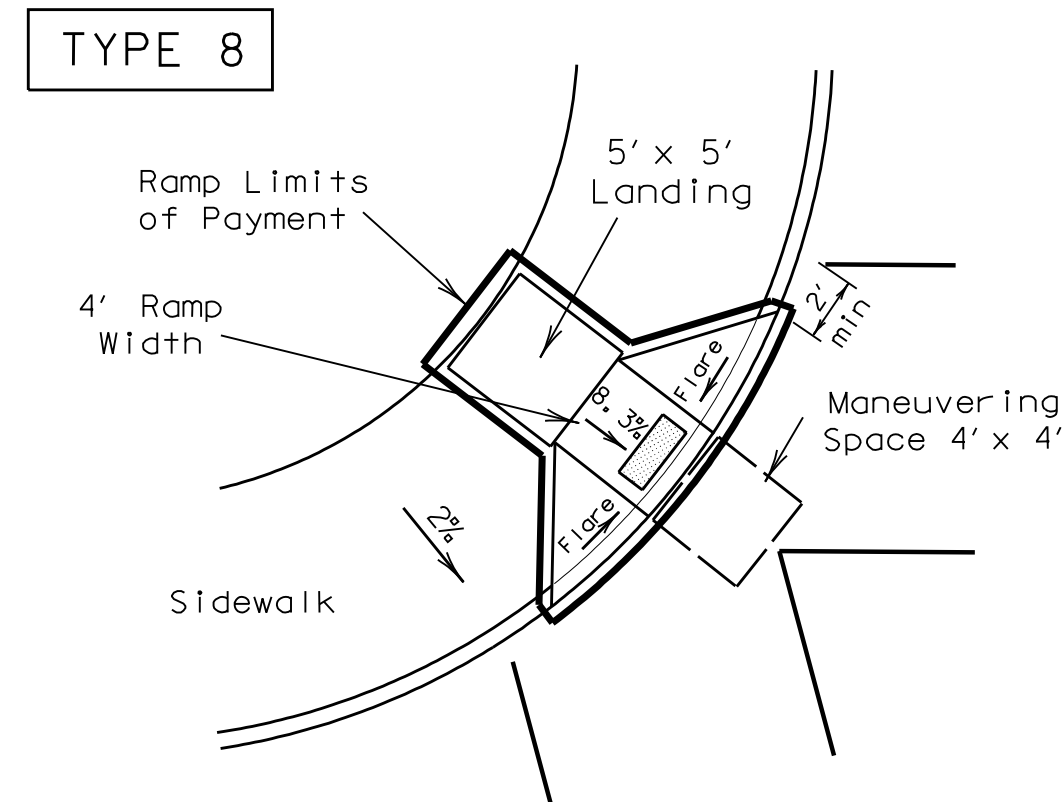 TYPE 8
5' x 5'
Landing
Ramp Limits
of Payment
4' Ramp
Width
2'
min
Flare
8.3%
Maneuvering
Space 4' x 4'
Flare
2%
Sidewalk